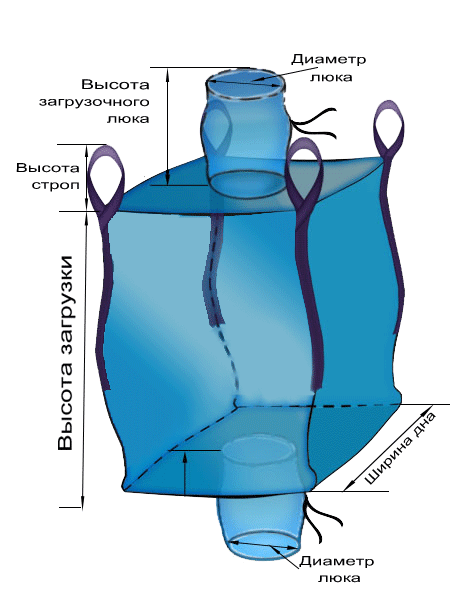 Диаметр
люка
Высота
загрузочного
люка
Высота
строп
Высота загрузки
Ширина дна
Диаметр
люка